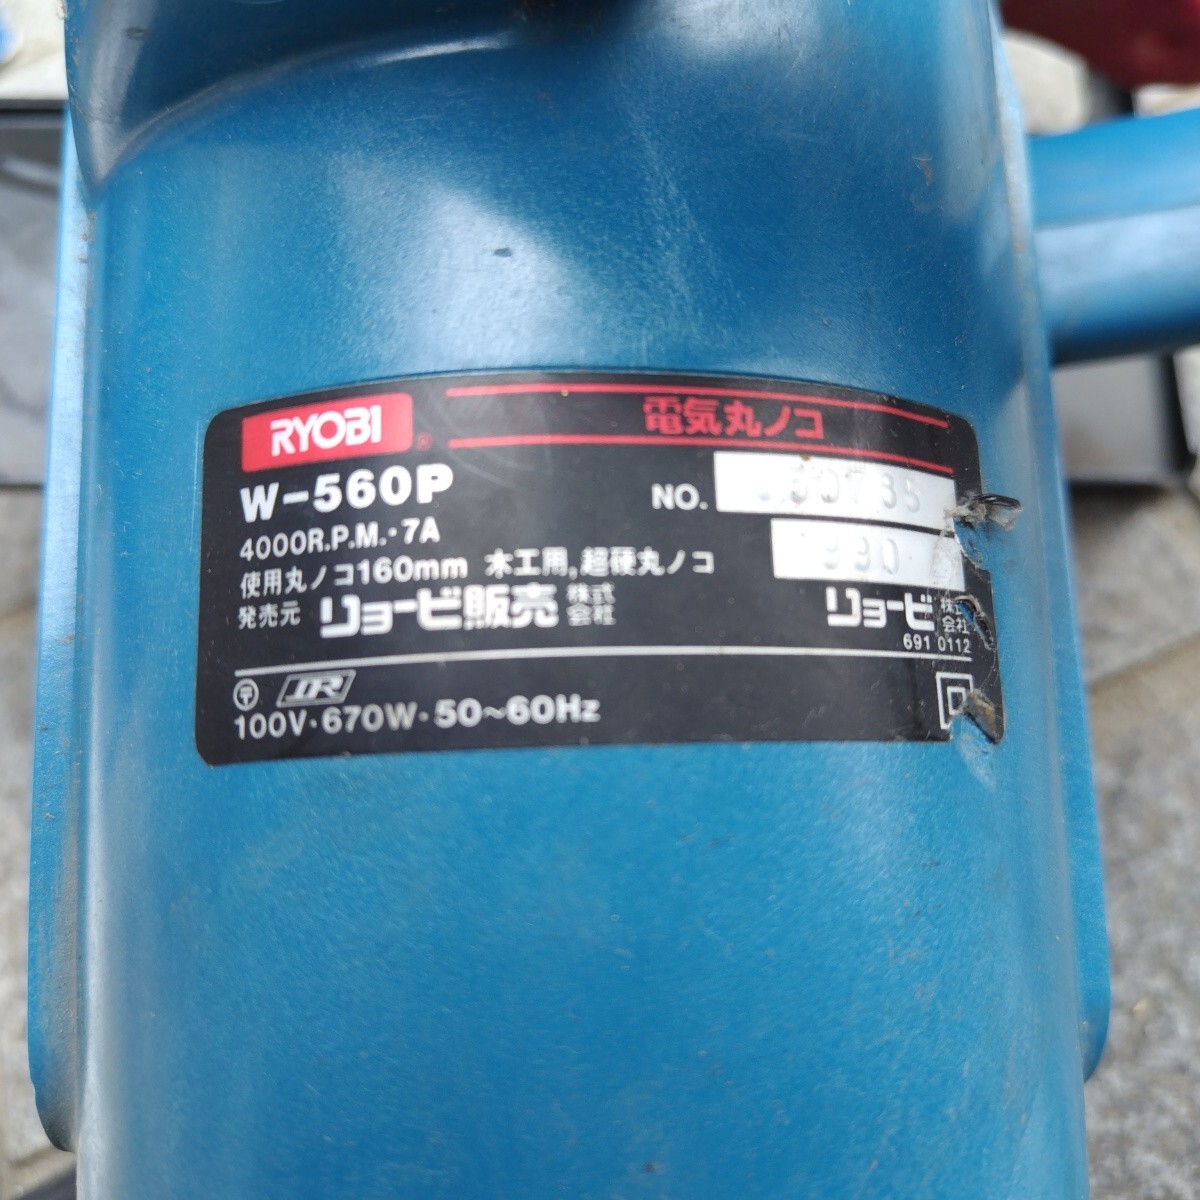 RYOBI®
電気丸ノコ
W-560P
NO.
4000R.P.M.・7A
使用丸ノコ160mm 木工用,超硬丸ノコ
発売元 リョービ販売株式会社
リョービ株式会社
691 0112
100V・670W・50~60Hz